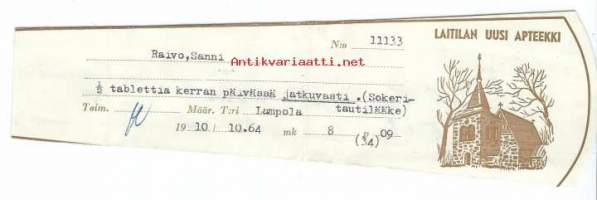 N:o 11133
LAITILAN UUSI APTEEKKI
Raivo, Sanni
Antikvariaatti.net
½ tablettia kerran päivässä jatkuvasti .(Sokeri-
Toim. Määr. T:ri Lumpola tautilääke)
19 10/ 10.64 mk 8 p 09
(34)